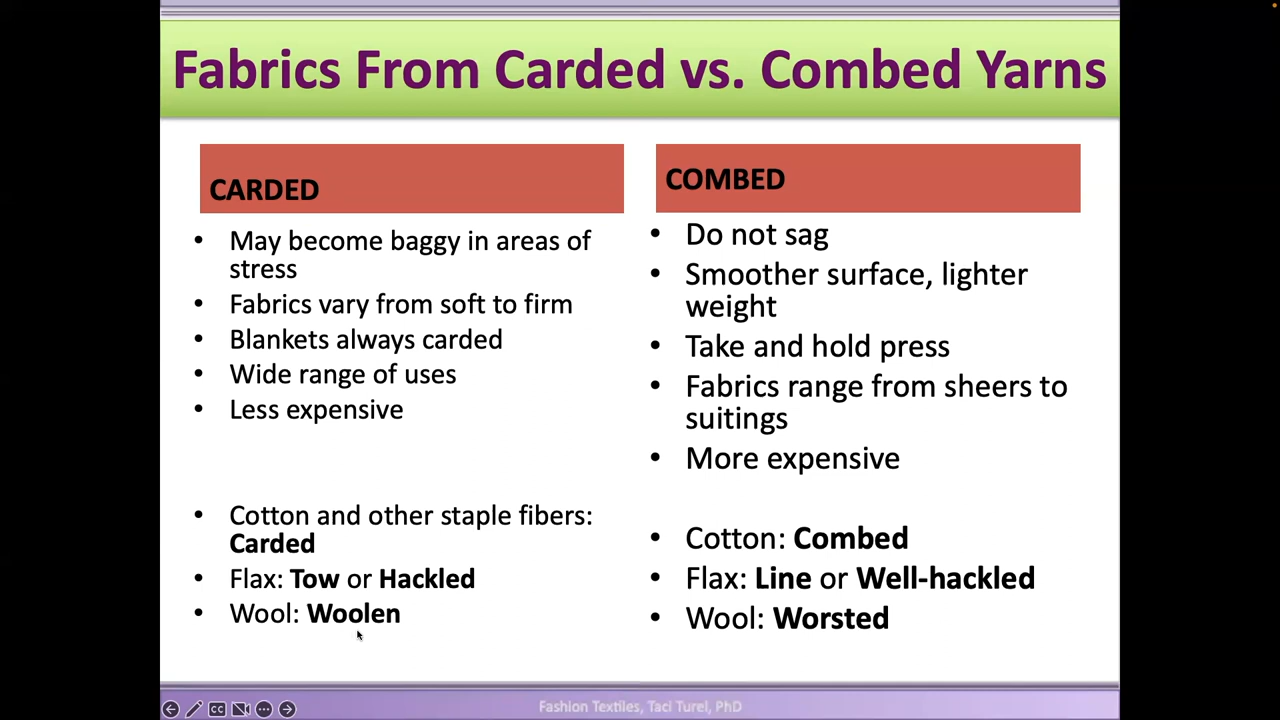 Fabrics From Carded vs. Combed Yarns
CARDED
• May become baggy in areas of
stress
• Fabrics vary from soft to firm
• Blankets always carded
• Wide range of uses
• Less expensive
• Cotton and other staple fibers:
Carded
• Flax: Tow or Hackled
• Wool: Woolen
COMBED
• Do not sag
• Smoother surface, lighter
weight
• Take and hold press
• Fabrics range from sheers to
suitings
• More expensive
• Cotton: Combed
• Flax: Line or Well-hackled
• Wool: Worsted
CC
Fashion Textiles, Taci Turel, PhD